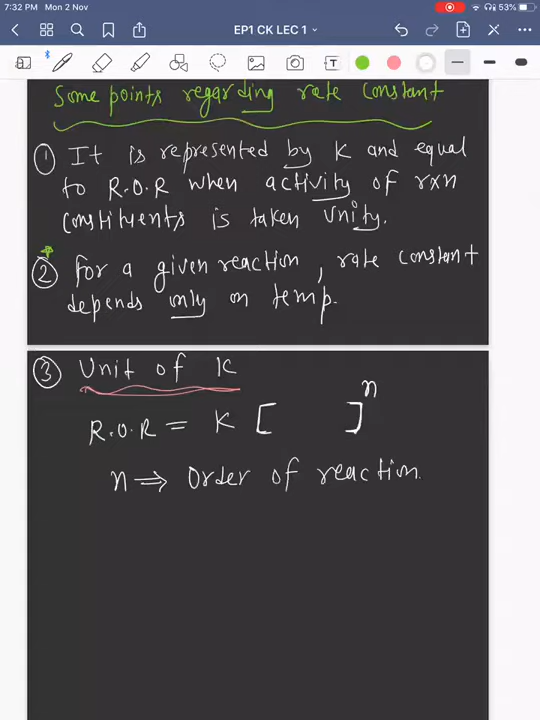 7:32 PM Mon 2 Nov
53%
EP1 CK LEC 1
T
Some points regarding rate constant
① It is represented by K and equal
to R.O.R when activity of rxn
constituents is taken Unity.
② For a given reaction, rate constant
depends only on temp.
③ Unit of K
R.O.R = K [ ]ⁿ
n ⇒ Order of reaction.